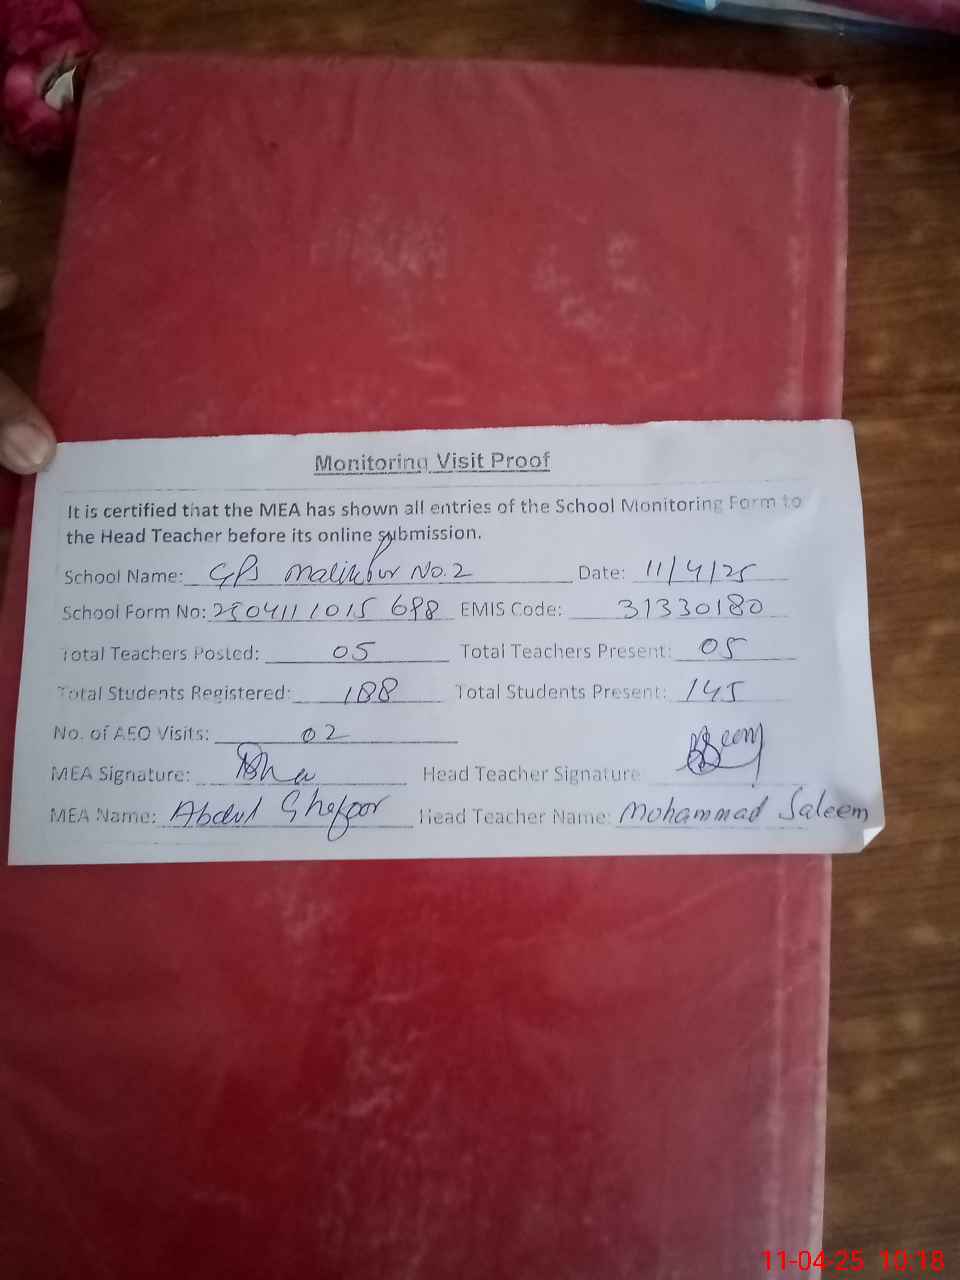 Monitoring Visit Proof
It is certified that the MEA has shown all entries of the School Monitoring Form to
the Head Teacher before its online submission.
School Name: GPS Malikpur No.2 Date: 11/4/25
School Form No: 250411 1015 698 EMIS Code: 31330180
Total Teachers Posted: 05 Total Teachers Present: 05
Total Students Registered: 188 Total Students Present: 145
No. of AEO Visits: 02
MEA Signature: Head Teacher Signature
MEA Name: Abdul Ghafoor Head Teacher Name: Mohammad Saleem
11-04-25 10:18